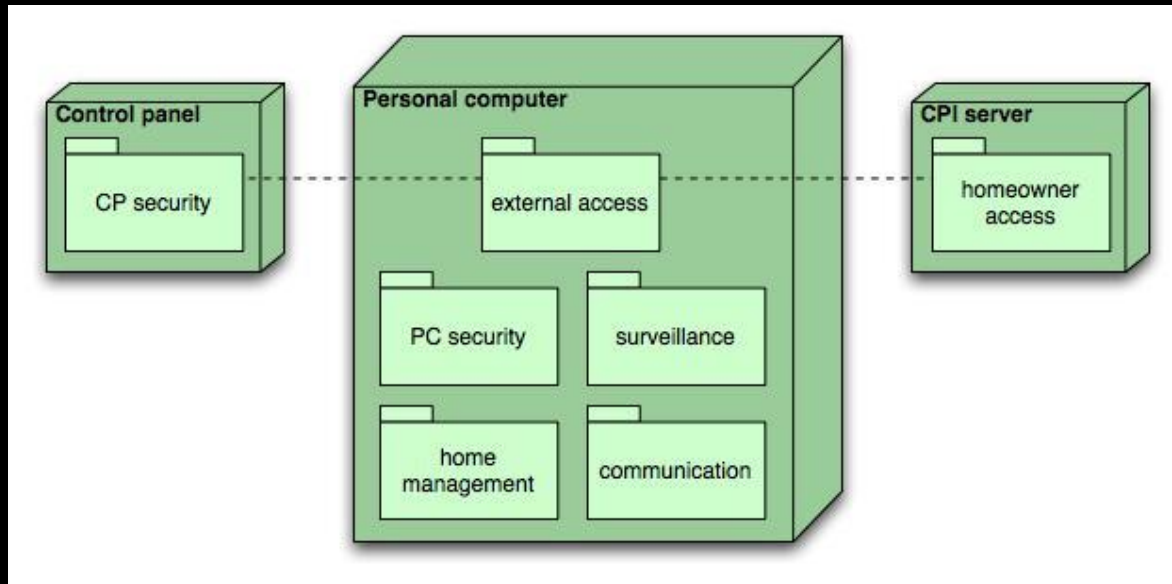 Control panel
CP security
Personal computer
external access
PC security
surveillance
home
management
communication
CPI server
homeowner
access